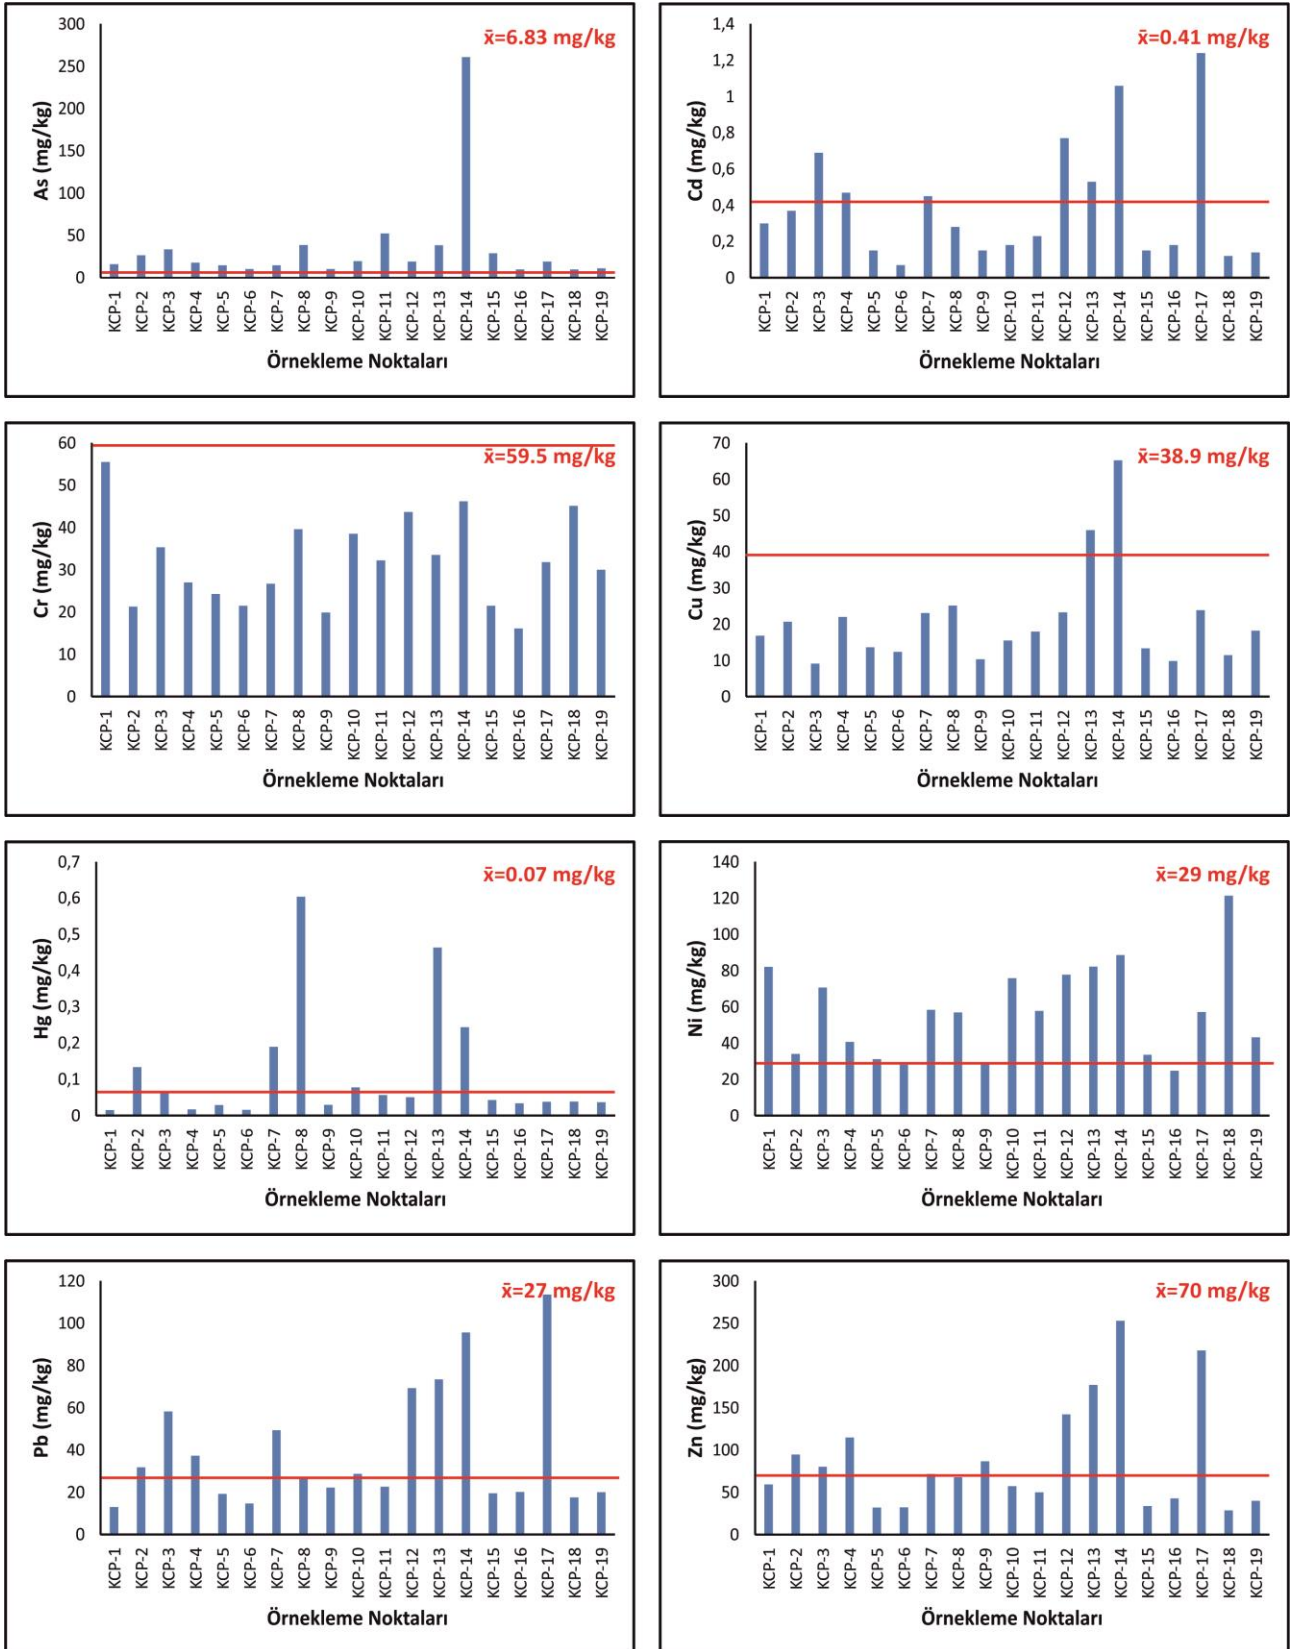 x̄=6.83 mg/kg
As (mg/kg)
300
250
200
150
100
50
0
KCP-1
KCP-2
KCP-3
KCP-4
KCP-5
KCP-6
KCP-7
KCP-8
KCP-9
KCP-10
KCP-11
KCP-12
KCP-13
KCP-14
KCP-15
KCP-16
KCP-17
KCP-18
KCP-19
Örnekleme Noktaları
x̄=0.41 mg/kg
Cd (mg/kg)
1,4
1,2
1
0,8
0,6
0,4
0,2
0
KCP-1
KCP-2
KCP-3
KCP-4
KCP-5
KCP-6
KCP-7
KCP-8
KCP-9
KCP-10
KCP-11
KCP-12
KCP-13
KCP-14
KCP-15
KCP-16
KCP-17
KCP-18
KCP-19
Örnekleme Noktaları
x̄=59.5 mg/kg
Cr (mg/kg)
60
50
40
30
20
10
0
KCP-1
KCP-2
KCP-3
KCP-4
KCP-5
KCP-6
KCP-7
KCP-8
KCP-9
KCP-10
KCP-11
KCP-12
KCP-13
KCP-14
KCP-15
KCP-16
KCP-17
KCP-18
KCP-19
Örnekleme Noktaları
x̄=38.9 mg/kg
Cu (mg/kg)
70
60
50
40
30
20
10
0
KCP-1
KCP-2
KCP-3
KCP-4
KCP-5
KCP-6
KCP-7
KCP-8
KCP-9
KCP-10
KCP-11
KCP-12
KCP-13
KCP-14
KCP-15
KCP-16
KCP-17
KCP-18
KCP-19
Örnekleme Noktaları
x̄=0.07 mg/kg
Hg (mg/kg)
0,7
0,6
0,5
0,4
0,3
0,2
0,1
0
KCP-1
KCP-2
KCP-3
KCP-4
KCP-5
KCP-6
KCP-7
KCP-8
KCP-9
KCP-10
KCP-11
KCP-12
KCP-13
KCP-14
KCP-15
KCP-16
KCP-17
KCP-18
KCP-19
Örnekleme Noktaları
x̄=29 mg/kg
Ni (mg/kg)
140
120
100
80
60
40
20
0
KCP-1
KCP-2
KCP-3
KCP-4
KCP-5
KCP-6
KCP-7
KCP-8
KCP-9
KCP-10
KCP-11
KCP-12
KCP-13
KCP-14
KCP-15
KCP-16
KCP-17
KCP-18
KCP-19
Örnekleme Noktaları
x̄=27 mg/kg
Pb (mg/kg)
120
100
80
60
40
20
0
KCP-1
KCP-2
KCP-3
KCP-4
KCP-5
KCP-6
KCP-7
KCP-8
KCP-9
KCP-10
KCP-11
KCP-12
KCP-13
KCP-14
KCP-15
KCP-16
KCP-17
KCP-18
KCP-19
Örnekleme Noktaları
x̄=70 mg/kg
Zn (mg/kg)
300
250
200
150
100
50
0
KCP-1
KCP-2
KCP-3
KCP-4
KCP-5
KCP-6
KCP-7
KCP-8
KCP-9
KCP-10
KCP-11
KCP-12
KCP-13
KCP-14
KCP-15
KCP-16
KCP-17
KCP-18
KCP-19
Örnekleme Noktaları